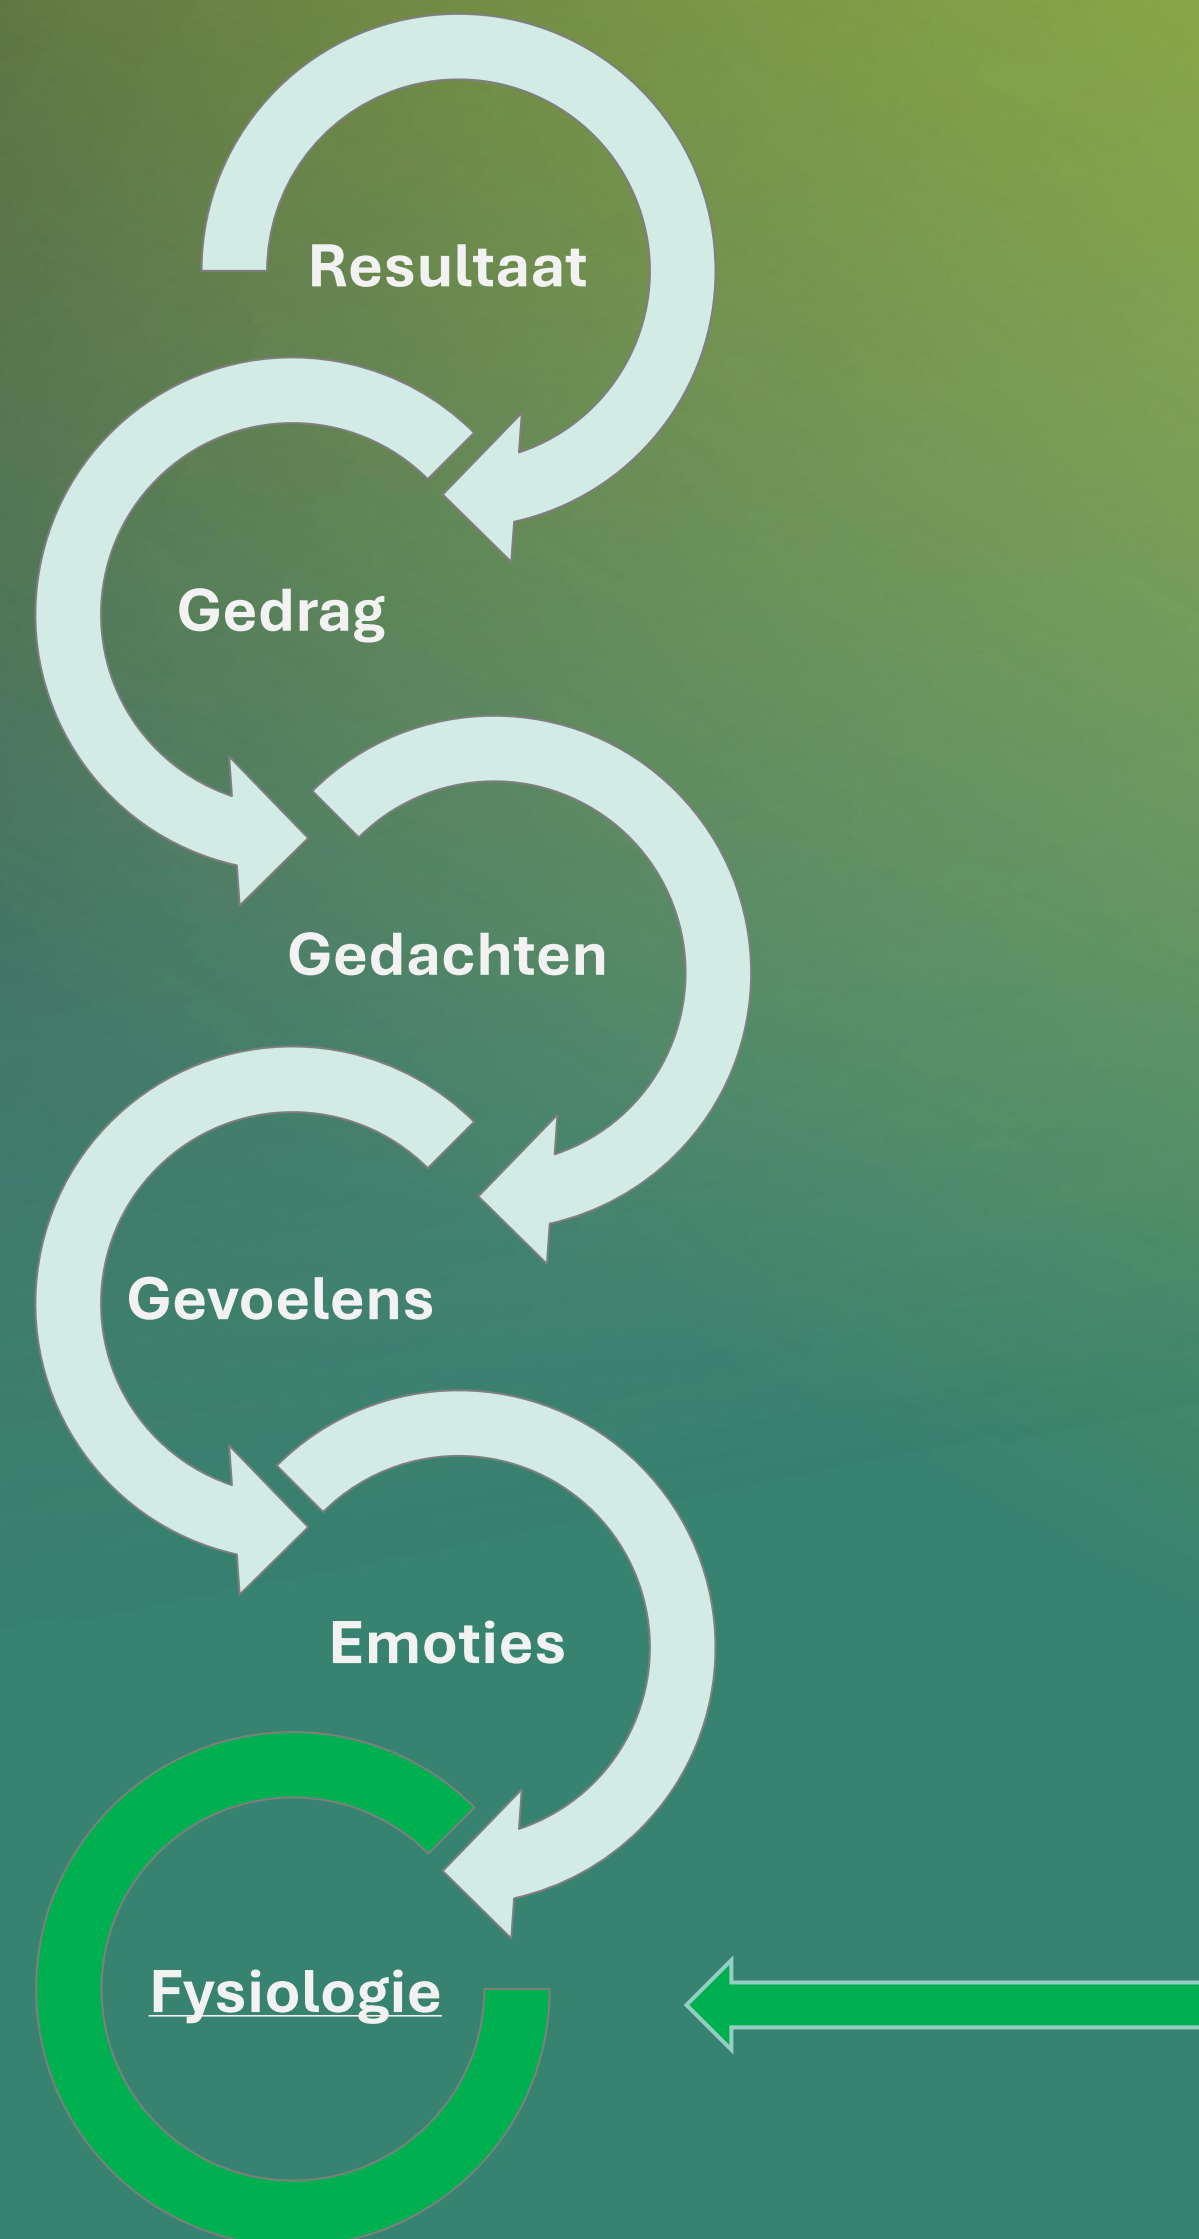 Resultaat
Gedrag
Gedachten
Gevoelens
Emoties
Fysiologie